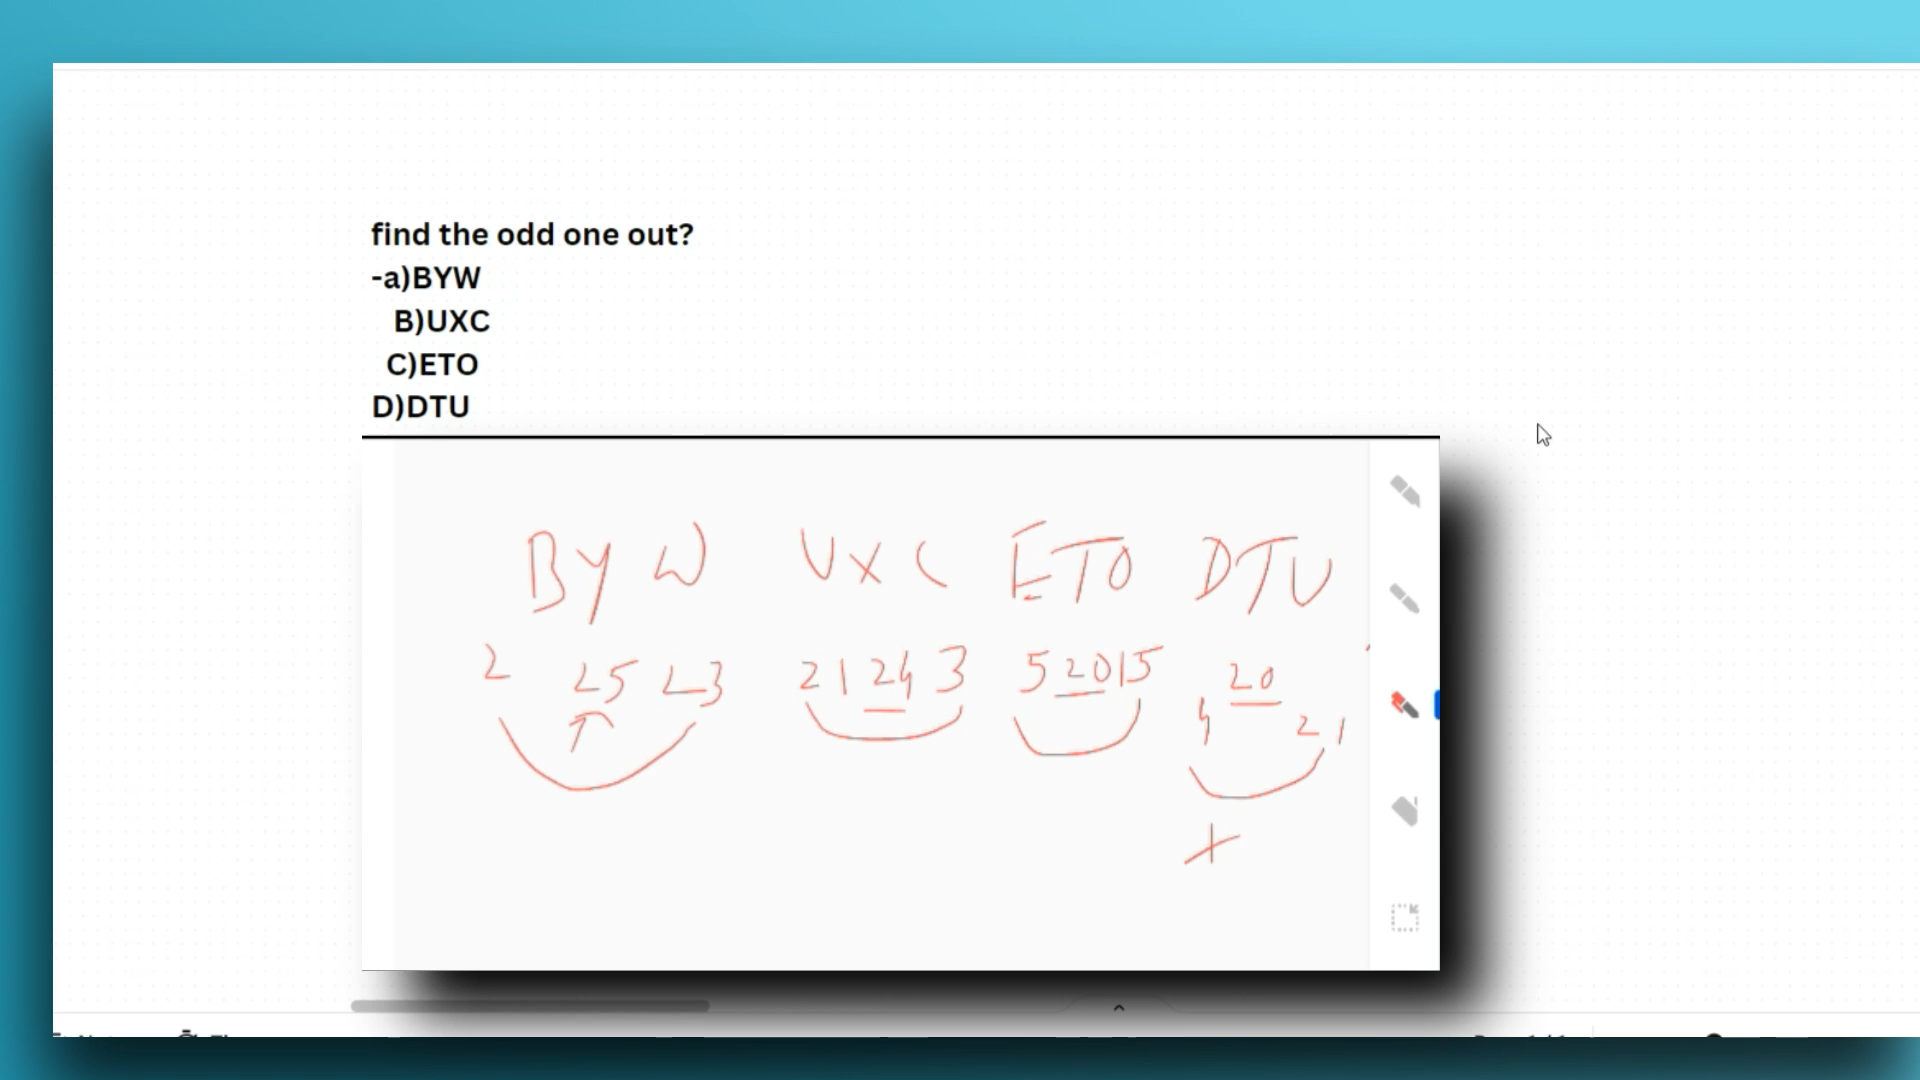 find the odd one out?
-a)BYW
B)UXC
C)ETO
D)DTU
BYW UXC ETO DTU
2 25 23 21 24 3 5 20 15 4 20 21